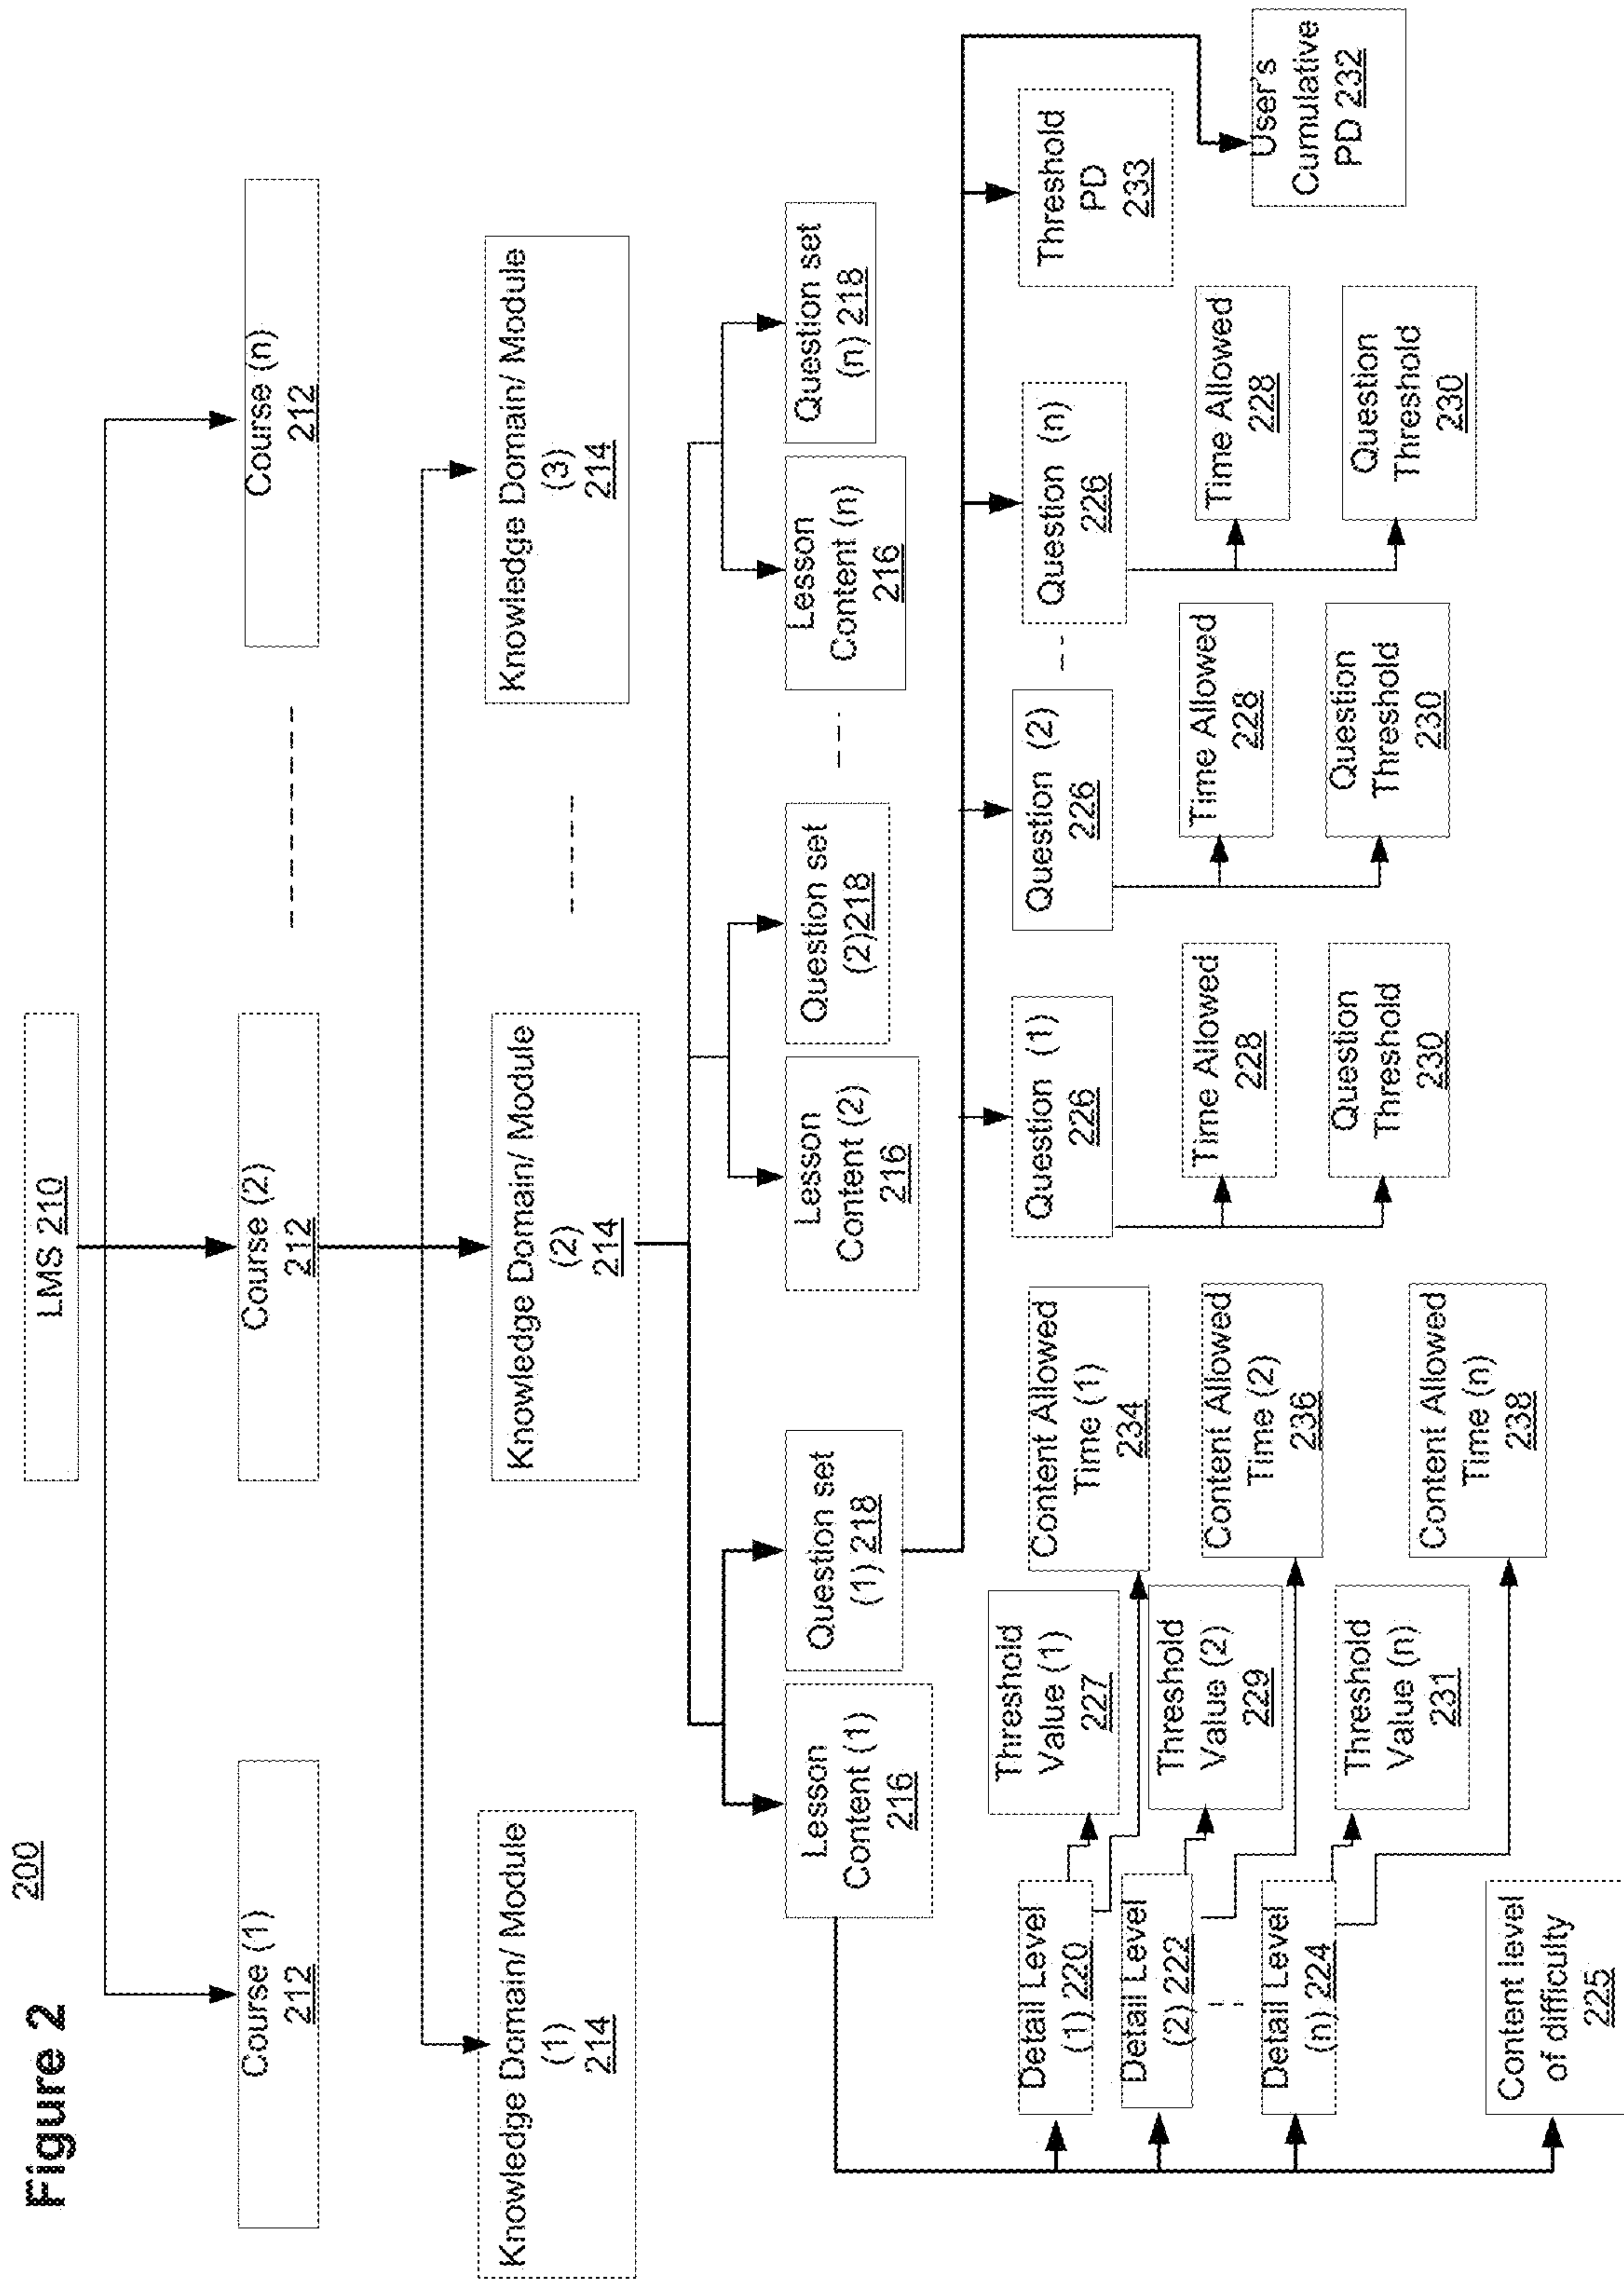 Figure 2
200
LMS 210
Course (1)
212
Course (2)
212
Course (n)
212
Knowledge Domain/ Module
(1)
214
Knowledge Domain/ Module
(2)
214
Knowledge Domain/ Module
(3)
214
Lesson
Content (1)
216
Question set
(1) 218
Lesson
Content (2)
216
Question set
(2)218
Lesson
Content (n)
216
Question set
(n) 218
Detail Level
(1) 220
Detail Level
(2) 222
Detail Level
(n) 224
Content level
of difficulty
225
Threshold
Value (1)
227
Threshold
Value (2)
229
Threshold
Value (n)
231
Content Allowed
Time (1)
234
Content Allowed
Time (2)
236
Content Allowed
Time (n)
238
Question (1)
226
Time Allowed
228
Question
Threshold
230
Question (2)
226
Time Allowed
228
Question
Threshold
230
Question (n)
226
Time Allowed
228
Question
Threshold
230
Threshold
PD
233
User's
Cumulative
PD 232